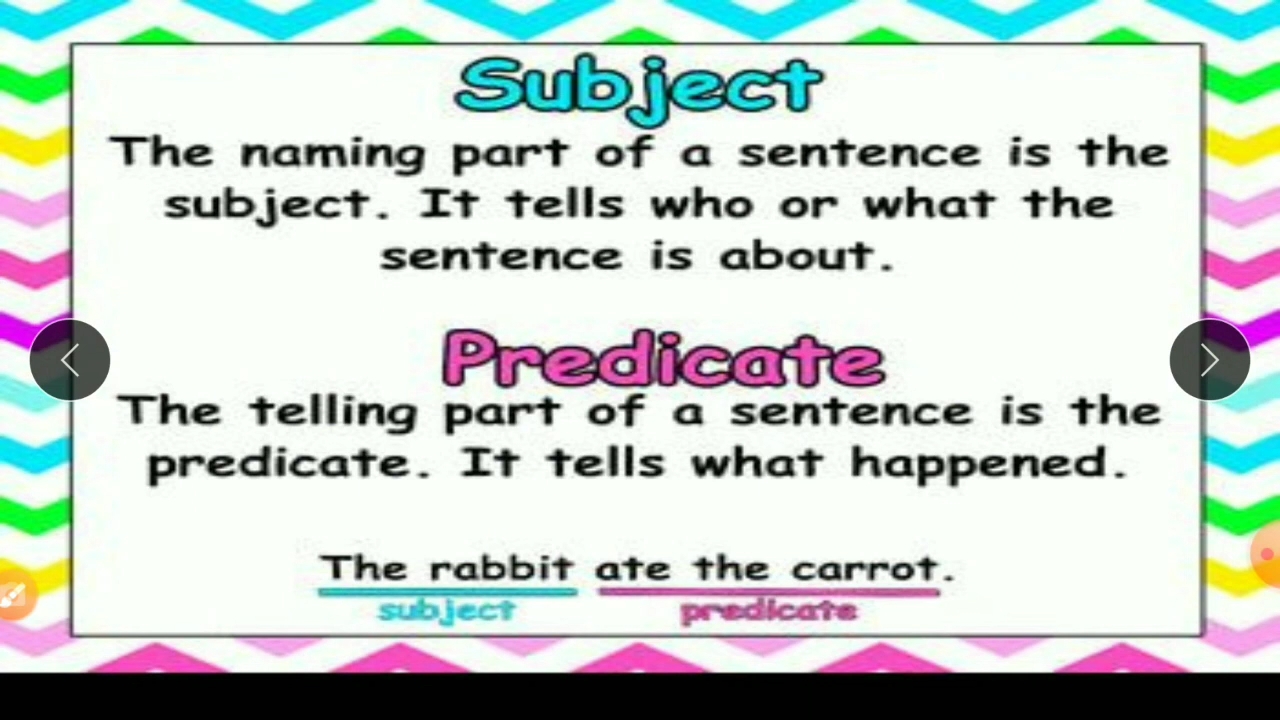 Subject
The naming part of a sentence is the
subject. It tells who or what the
sentence is about.
Predicate
The telling part of a sentence is the
predicate. It tells what happened.
The rabbit ate the carrot.
subject predicate